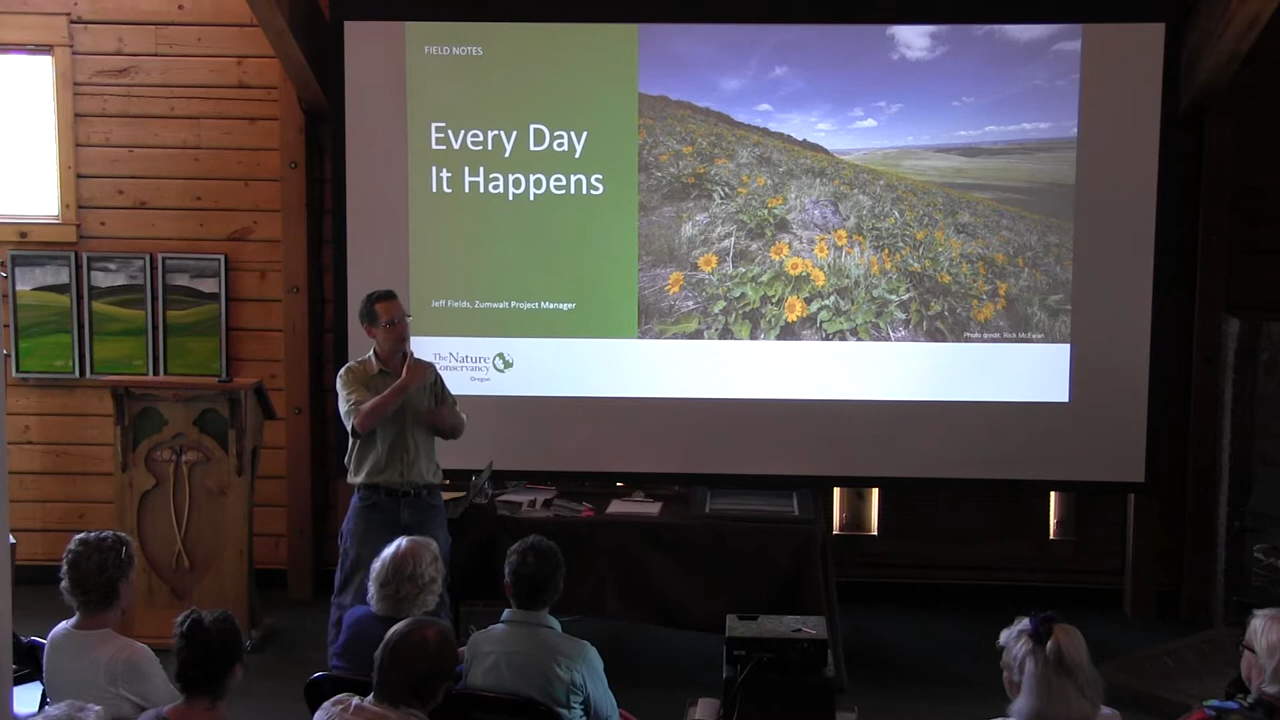 FIELD NOTES
Every Day
It Happens
Jeff Fields, Zumwalt Project Manager
Photo credit: Rick McEwan
The Nature
Conservancy
Oregon